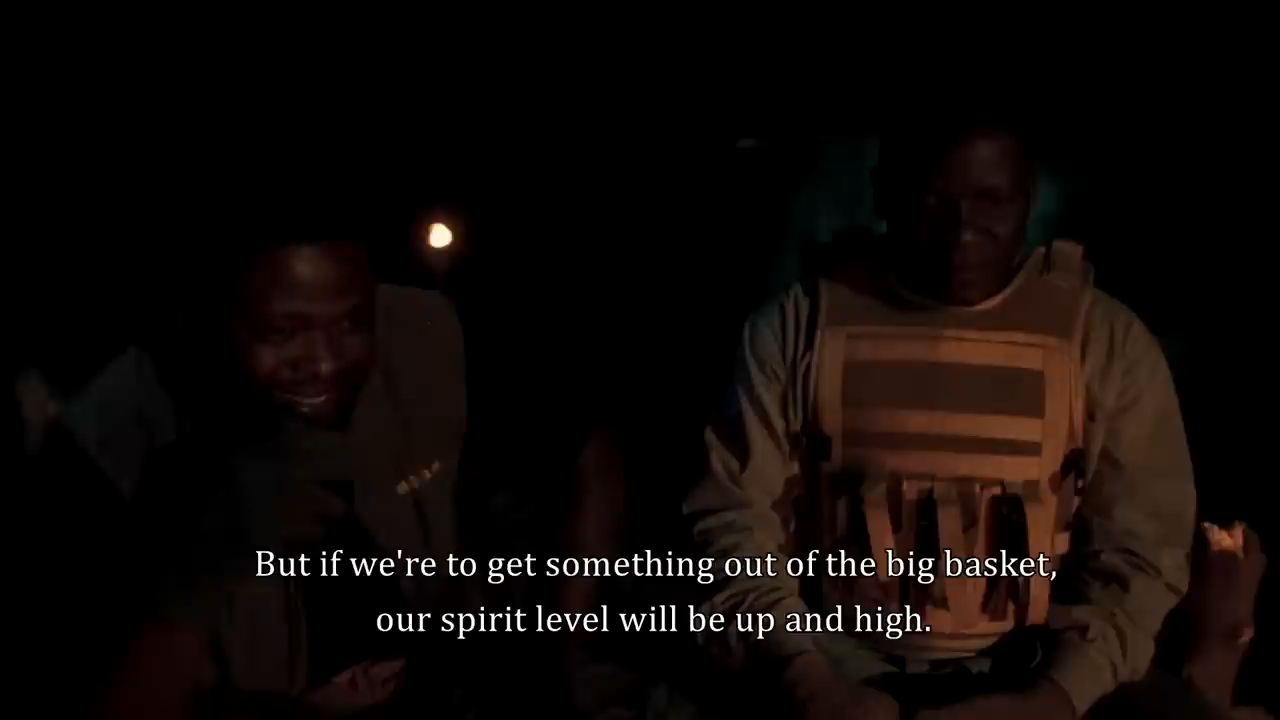 But if we're to get something out of the big basket,
our spirit level will be up and high.